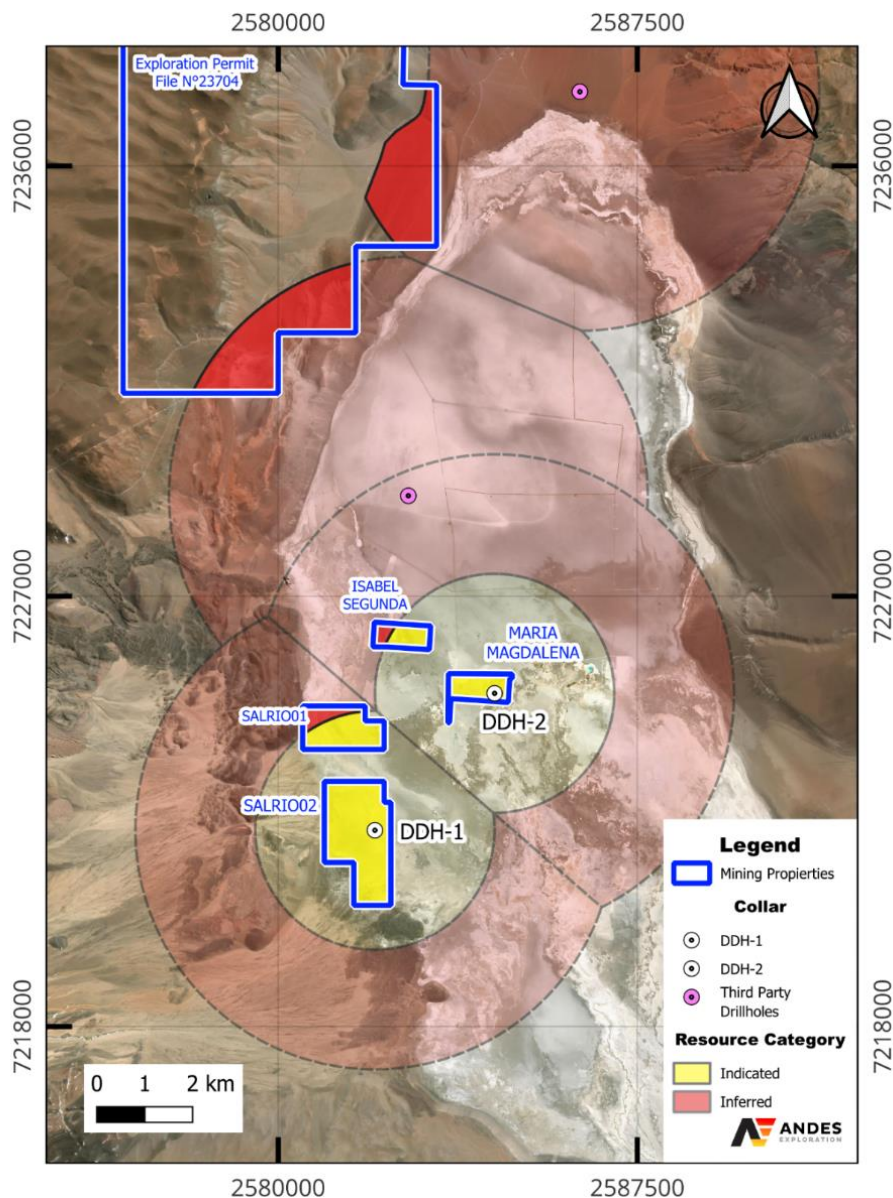 2580000
2587500
Exploration Permit
File N°23704
7236000
7236000
7227000
7227000
ISABEL
SEGUNDA
MARIA
MAGDALENA
SALRIO01
DDH-2
SALRIO02
DDH-1
7218000
7218000
Legend
Mining Propierties
Collar
DDH-1
DDH-2
Third Party
Drillholes
Resource Category
Indicated
Inferred
0 1 2 km
ANDES
EXPLORATION
2580000
2587500